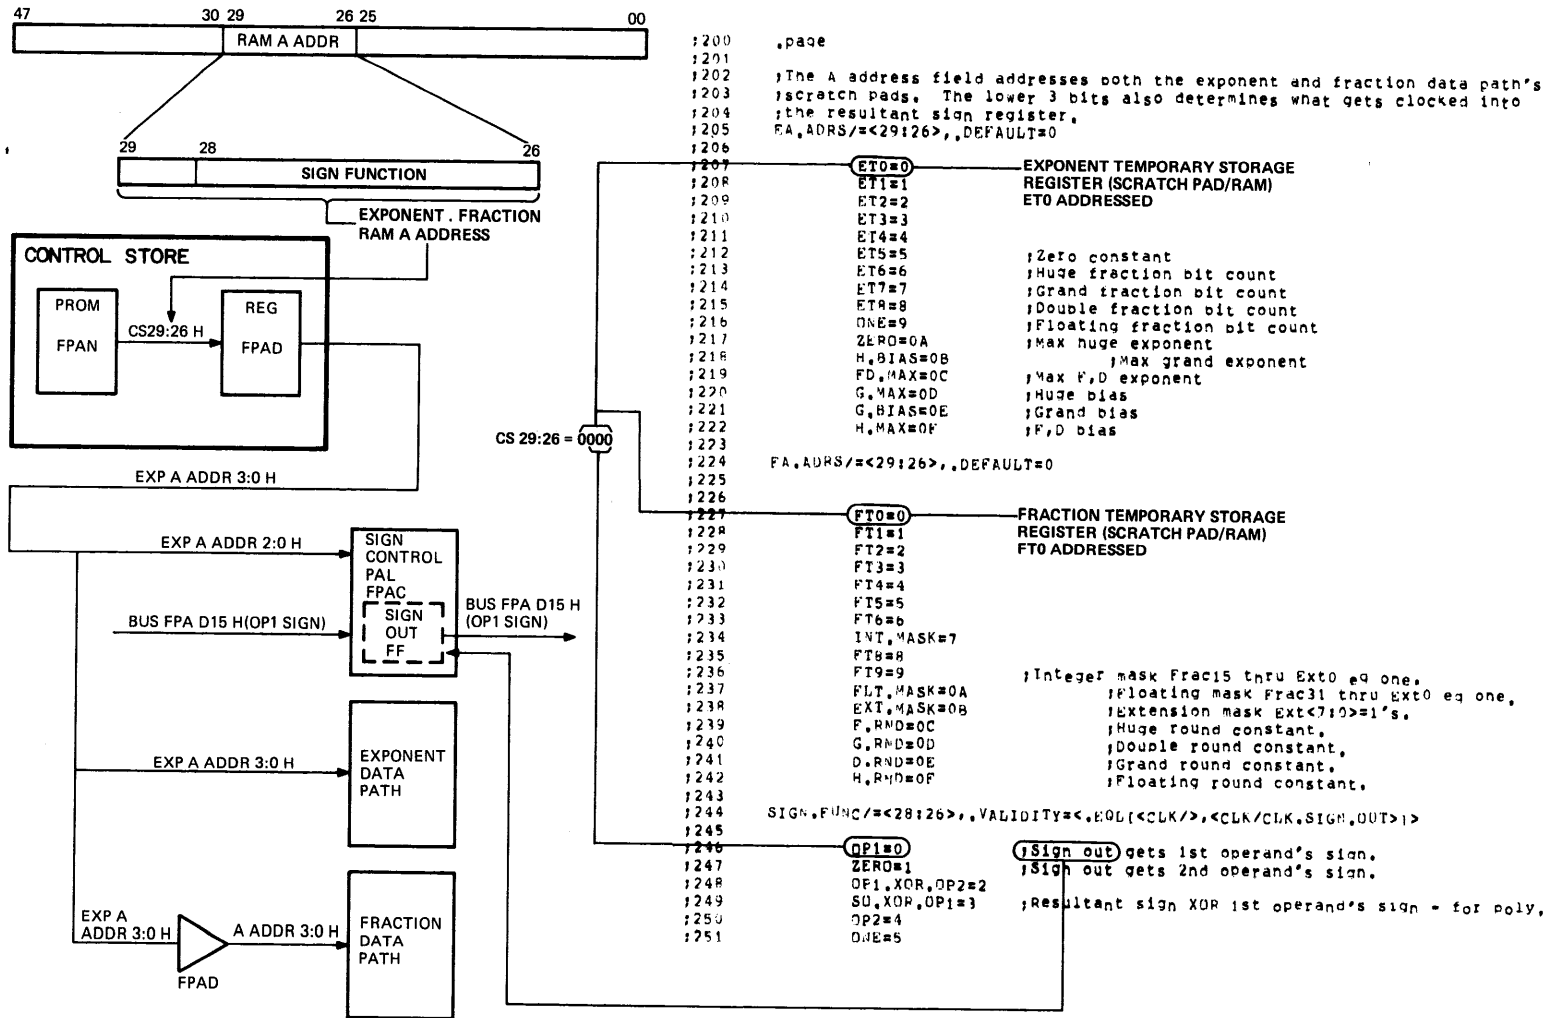 47 30 29 26 25 00
RAM A ADDR
29 28 26
SIGN FUNCTION
EXPONENT . FRACTION
RAM A ADDRESS
CONTROL STORE
PROM
FPAN
CS29:26 H
REG
FPAD
EXP A ADDR 3:0 H
EXP A ADDR 2:0 H
SIGN
CONTROL
PAL
FPAC
BUS FPA D15 H(OP1 SIGN)
SIGN
OUT
FF
BUS FPA D15 H
(OP1 SIGN)
EXP A ADDR 3:0 H
EXPONENT
DATA
PATH
EXP A
ADDR 3:0 H
FPAD
A ADDR 3:0 H
FRACTION
DATA
PATH
CS 29:26 = 0000
;200 .page
;201
;202 ;The A address field addresses both the exponent and fraction data path's
;203 ;scratch pads. The lower 3 bits also determines what gets clocked into
;204 ;the resultant sign register.
;205 EA.ADRS/=<29:26>,.DEFAULT=0
;206
;207 ET0=0 EXPONENT TEMPORARY STORAGE
;208 ET1=1 REGISTER (SCRATCH PAD/RAM)
;209 ET2=2 ET0 ADDRESSED
;210 ET3=3
;211 ET4=4
;212 ET5=5 ;Zero constant
;213 ET6=6 ;Huge fraction bit count
;214 ET7=7 ;Grand fraction bit count
;215 ET8=8 ;Double fraction bit count
;216 ONE=9 ;Floating fraction bit count
;217 ZERO=0A ;Max huge exponent
;218 H.BIAS=0B ;Max grand exponent
;219 FD.MAX=0C ;Max F,D exponent
;220 G.MAX=0D ;Huge bias
;221 G.BIAS=0E ;Grand bias
;222 H.MAX=0F ;F,D bias
;223
;224 FA.ADRS/=<29:26>,.DEFAULT=0
;225
;226
;227 FT0=0 FRACTION TEMPORARY STORAGE
;228 FT1=1 REGISTER (SCRATCH PAD/RAM)
;229 FT2=2 FT0 ADDRESSED
;230 FT3=3
;231 FT4=4
;232 FT5=5
;233 FT6=6
;234 INT.MASK=7
;235 FT8=8
;236 FT9=9 ;Integer mask Frac15 thru Ext0 eq one.
;237 FLT.MASK=0A ;Floating mask Frac31 thru Ext0 eq one.
;238 EXT.MASK=0B ;Extension mask Ext<7:0>=1's.
;239 F.RND=0C ;Huge round constant.
;240 G.RND=0D ;Double round constant.
;241 D.RND=0E ;Grand round constant.
;242 H.RND=0F ;Floating round constant.
;243
;244 SIGN.FUNC/=<28:26>,.VALIDITY=<.EQL[<CLK/>,<CLK/CLK.SIGN.OUT>]>
;245
;246 OP1=0 ;Sign out gets 1st operand's sign.
;247 ZERO=1 ;Sign out gets 2nd operand's sign.
;248 OP1.XOR.OP2=2
;249 SO.XOR.OP1=3 ;Resultant sign XOR 1st operand's sign - for poly.
;250 OP2=4
;251 ONE=5